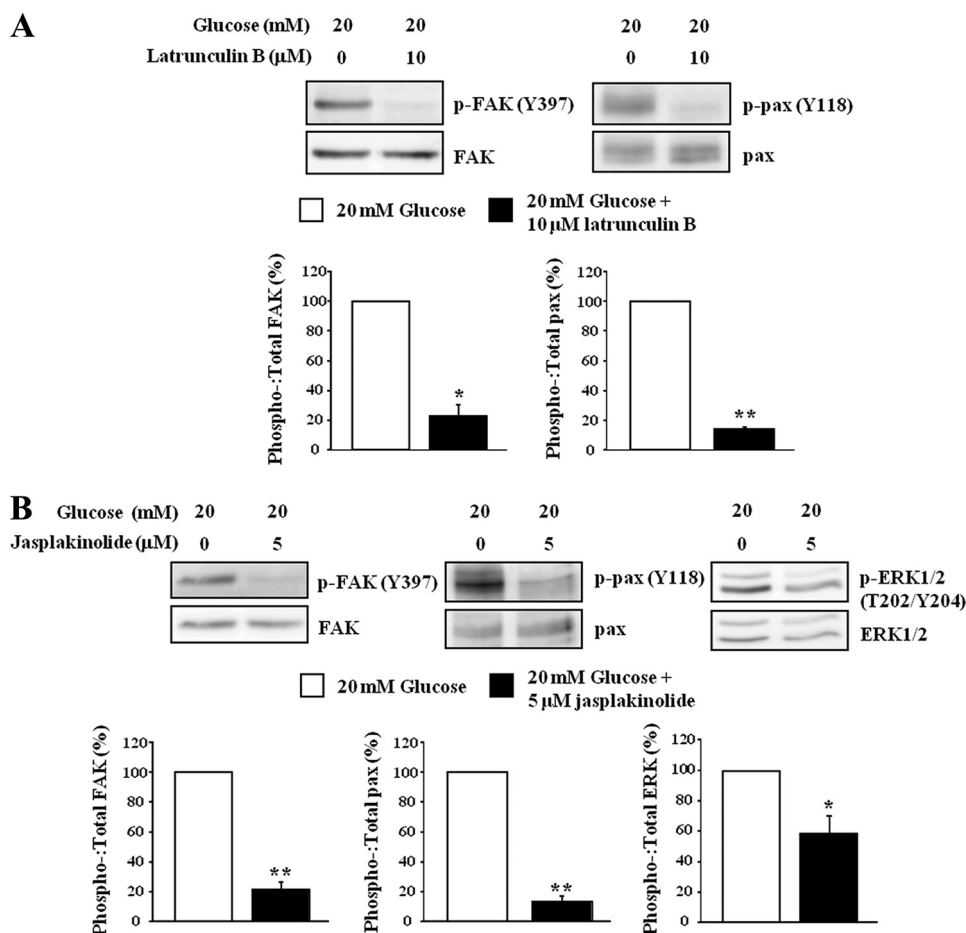 A
Glucose (mM) 20 20 20 20
Latrunculin B (μM) 0 10 0 10
p-FAK (Y397) p-pax (Y118)
FAK pax
20 mM Glucose 20 mM Glucose +
10 μM latrunculin B
Phospho-:Total FAK (%)
120
100
80
60
40
20
0
*
Phospho-:Total pax (%)
120
100
80
60
40
20
0
**
B
Glucose (mM) 20 20 20 20 20 20
Jasplakinolide (μM) 0 5 0 5 0 5
p-FAK (Y397) p-pax (Y118) p-ERK1/2
(T202/Y204)
FAK pax ERK1/2
20 mM Glucose 20 mM Glucose +
5 μM jasplakinolide
Phospho-:Total FAK (%)
120
100
80
60
40
20
0
**
Phospho-:Total pax (%)
120
100
80
60
40
20
0
**
Phospho-:Total ERK (%)
120
100
80
60
40
20
0
*